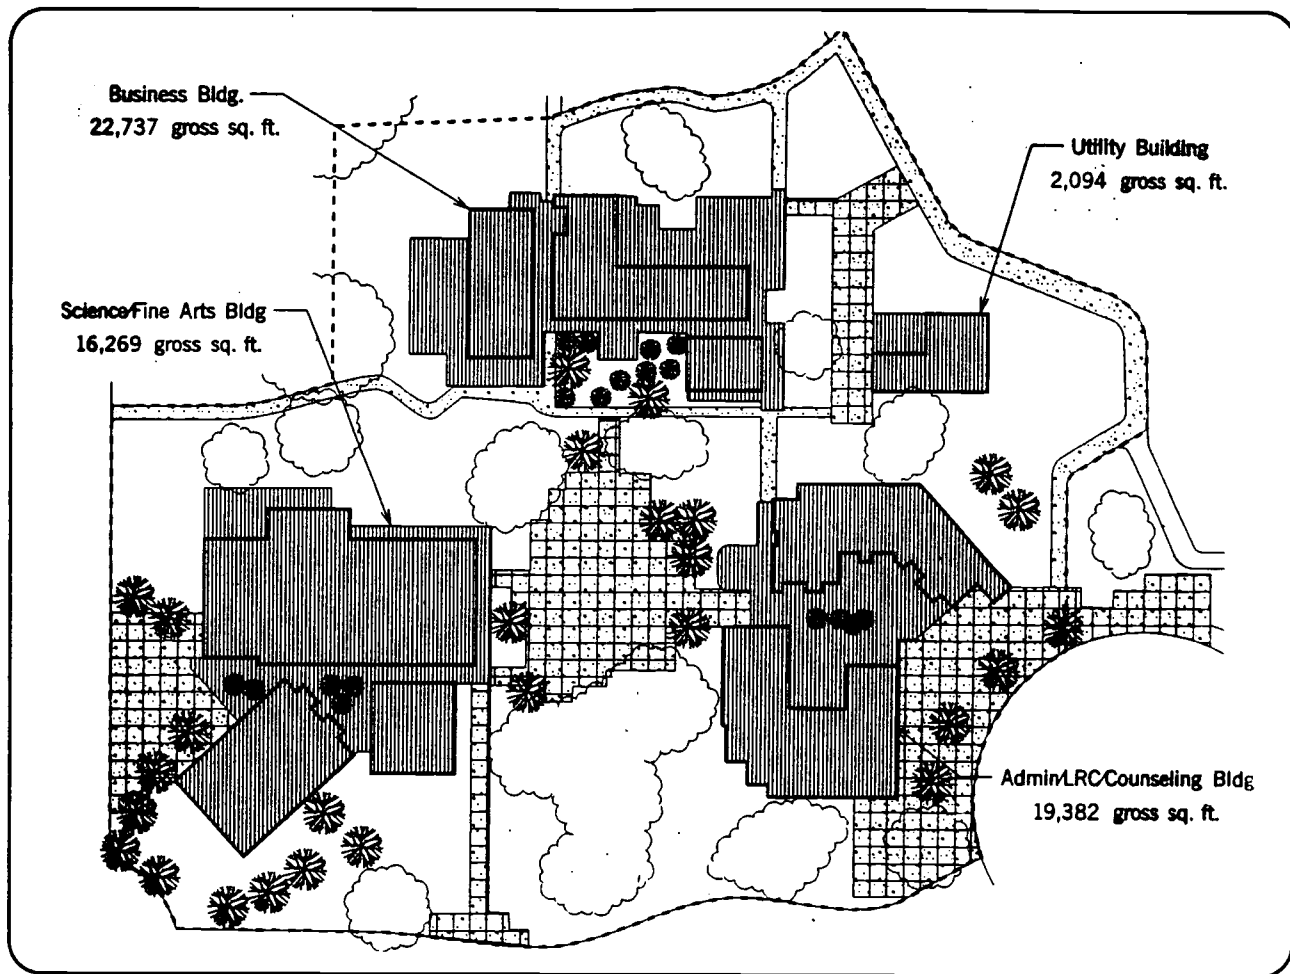 Business Bldg.
22,737 gross sq. ft.
Utility Building
2,094 gross sq. ft.
Science/Fine Arts Bldg
16,269 gross sq. ft.
Admin/LRC/Counseling Bldg
19,382 gross sq. ft.